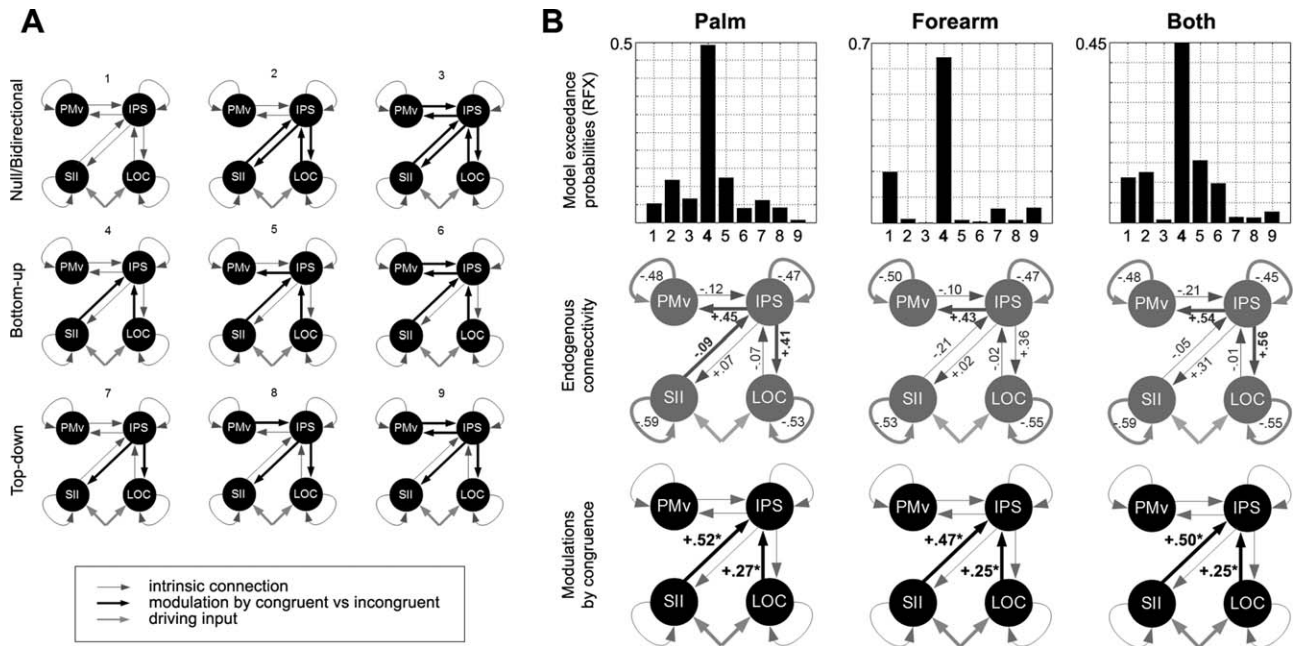 A
Null/Bidirectional
1
PMv
IPS
SII
LOC
2
PMv
IPS
SII
LOC
3
PMv
IPS
SII
LOC
Bottom-up
4
PMv
IPS
SII
LOC
5
PMv
IPS
SII
LOC
6
PMv
IPS
SII
LOC
Top-down
7
PMv
IPS
SII
LOC
8
PMv
IPS
SII
LOC
9
PMv
IPS
SII
LOC
intrinsic connection
modulation by congruent vs incongruent
driving input
B
Palm
Forearm
Both
Model exceedance
probabilities (RFX)
0.5
1 2 3 4 5 6 7 8 9
0.7
1 2 3 4 5 6 7 8 9
0.45
1 2 3 4 5 6 7 8 9
Endogenous
connecctivity
-.48
-.47
PMv
-.12
IPS
+.45
-.09
+.07
-.07
+.41
SII
LOC
-.59
-.53
-.50
-.47
PMv
-.10
IPS
+.43
-.21
+.02
-.02
+.36
SII
LOC
-.53
-.55
-.48
-.45
PMv
-.21
IPS
+.54
-.05
+.31
-.01
+.56
SII
LOC
-.59
-.55
Modulations
by congruence
PMv
IPS
+.52*
+.27*
SII
LOC
PMv
IPS
+.47*
+.25*
SII
LOC
PMv
IPS
+.50*
+.25*
SII
LOC